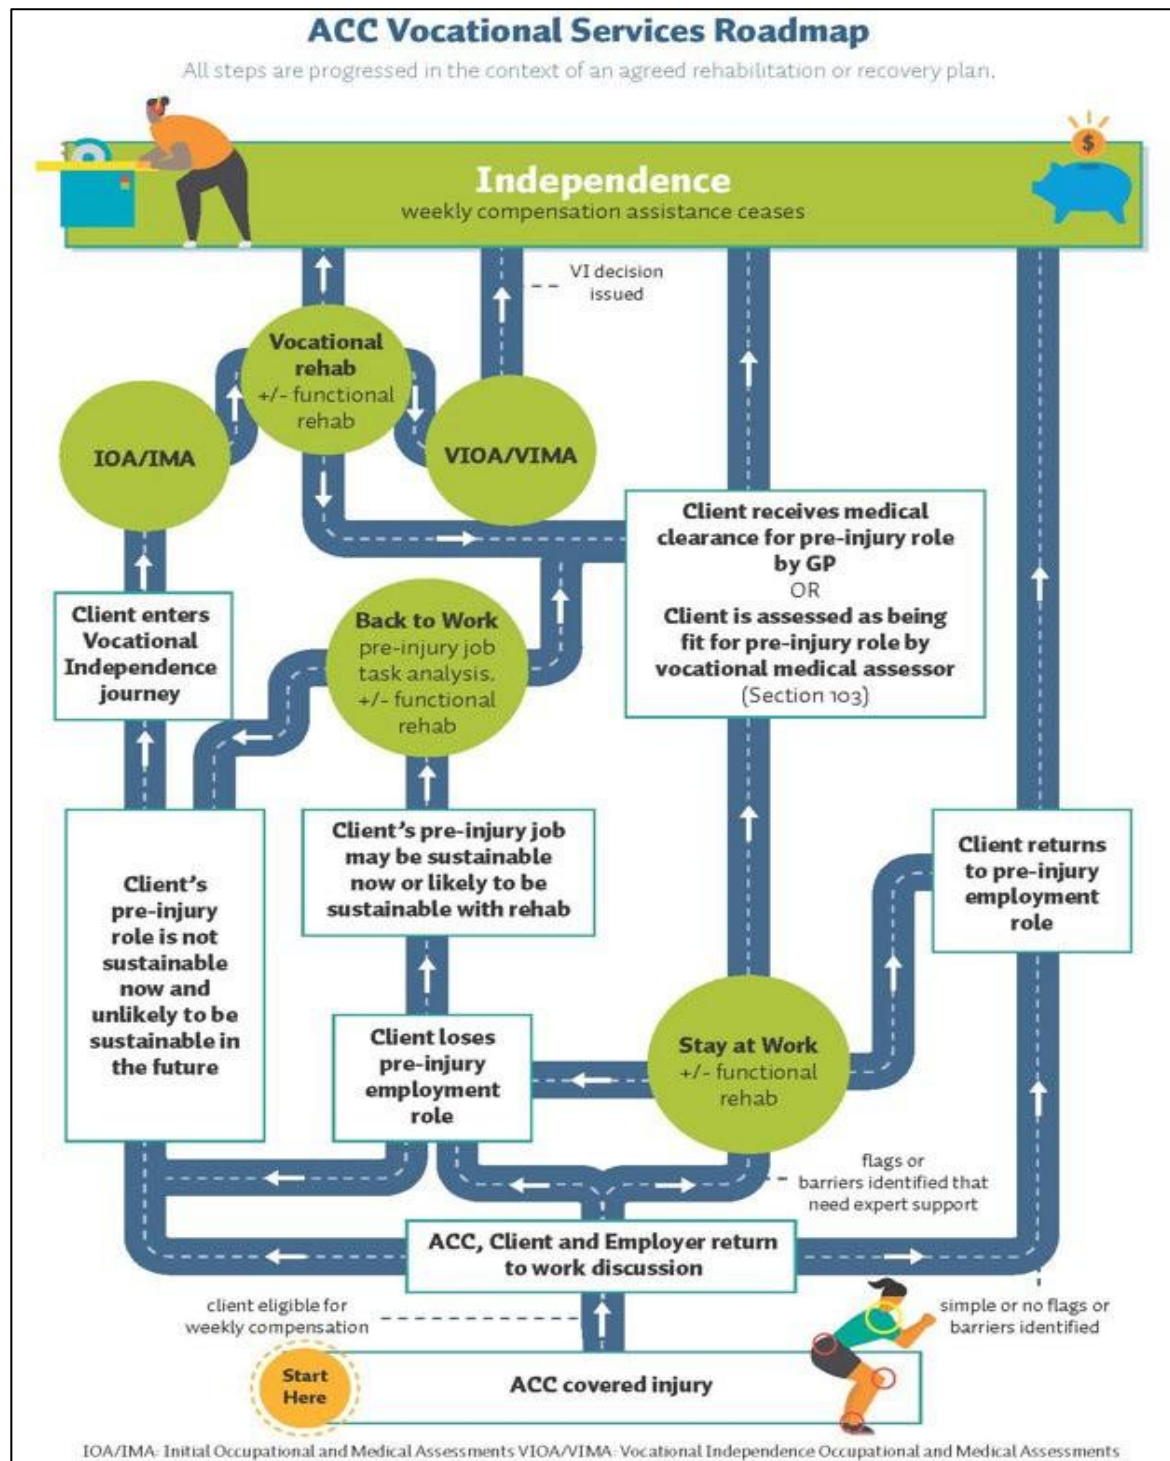 ACC Vocational Services Roadmap
All steps are progressed in the context of an agreed rehabilitation or recovery plan.
$
Independence
weekly compensation assistance ceases
VI decision
issued
Vocational
rehab
+/- functional
rehab
IOA/IMA
VIOA/VIMA
Client receives medical
clearance for pre-injury role
by GP
OR
Client is assessed as being
fit for pre-injury role by
vocational medical assessor
(Section 103)
Client enters
Vocational
Independence
journey
Back to Work
pre-injury job
task analysis.
+/- functional
rehab
Client's pre-injury job
may be sustainable
now or likely to be
sustainable with rehab
Client returns
to pre-injury
employment
role
Client's
pre-injury
role is not
sustainable
now and
unlikely to be
sustainable in
the future
Client loses
pre-injury
employment
role
Stay at Work
+/- functional
rehab
flags or
barriers identified that
need expert support
ACC, Client and Employer return
to work discussion
client eligible for
weekly compensation
simple or no flags or
barriers identified
Start
Here
ACC covered injury
IOA/IMA: Initial Occupational and Medical Assessments VIOA/VIMA: Vocational Independence Occupational and Medical Assessments